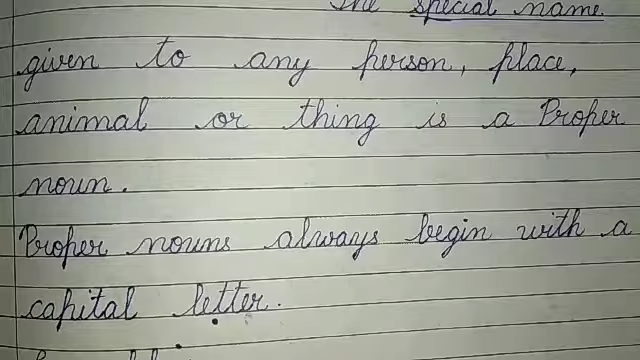 The special name
given to any person, place,
animal or thing is a Proper
noun.
Proper nouns always begin with a
capital letter.